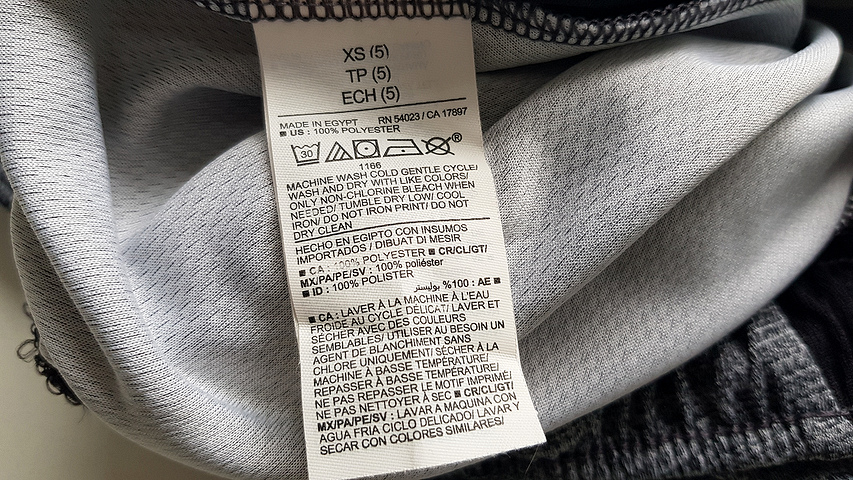 XS (5)
TP (5)
ECH (5)
MADE IN EGYPT RN 54023 / CA 17897
■ US : 100% POLYESTER
30 ®
1166
MACHINE WASH COLD GENTLE CYCLE/
WASH AND DRY WITH LIKE COLORS/
ONLY NON-CHLORINE BLEACH WHEN
NEEDED/ TUMBLE DRY LOW/ COOL
IRON/ DO NOT IRON PRINT/ DO NOT
DRY CLEAN
HECHO EN EGIPTO CON INSUMOS
IMPORTADOS / DIBUAT DI MESIR
■ CA : 100% POLYESTER ■ CR/CL/GT/
MX/PA/PE/SV : 100% poliéster
■ ID : 100% POLISTER
■ AE : 100% بوليستر
■ CA : LAVER À LA MACHINE À L'EAU
FROIDE AU CYCLE DÉLICAT/ LAVER ET
SÉCHER AVEC DES COULEURS
SEMBLABLES/ UTILISER AU BESOIN UN
AGENT DE BLANCHIMENT SANS
CHLORE UNIQUEMENT/ SÉCHER À LA
MACHINE À BASSE TEMPÉRATURE/
REPASSER À BASSE TEMPÉRATURE/
NE PAS REPASSER LE MOTIF IMPRIMÉ/
NE PAS NETTOYER À SEC ■ CR/CL/GT/
MX/PA/PE/SV : LAVAR A MAQUINA CON
AGUA FRIA CICLO DELICADO/ LAVAR Y
SECAR CON COLORES SIMILARES/